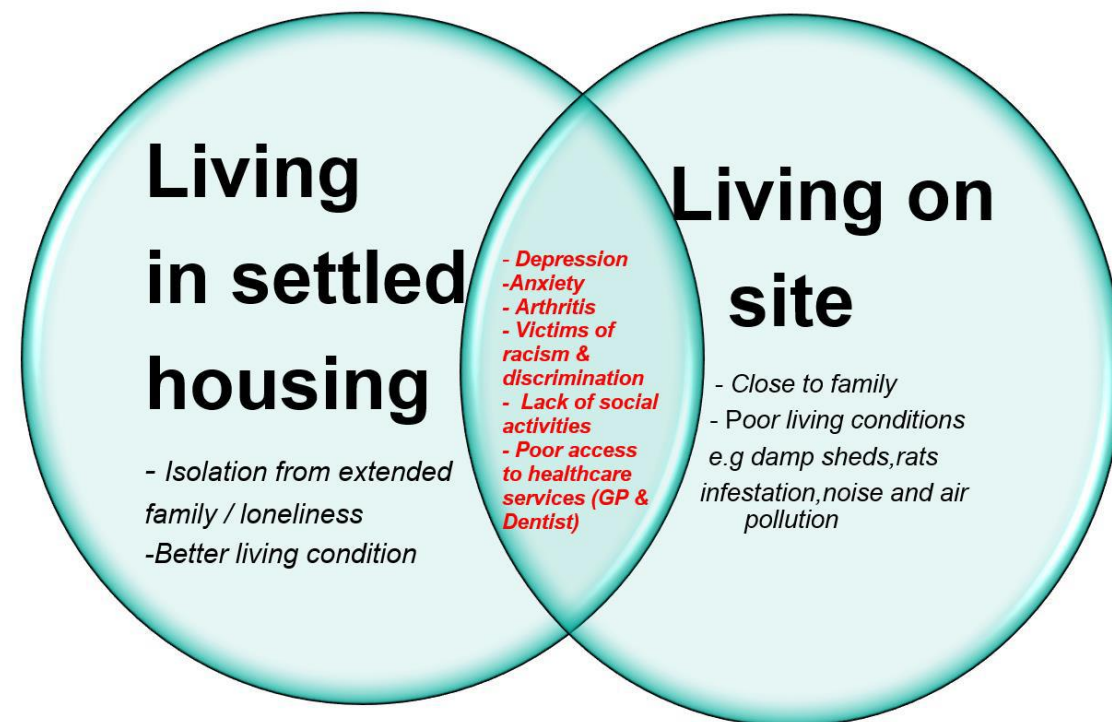 Living
in settled
housing
- Isolation from extended
family / loneliness
-Better living condition
- Depression
-Anxiety
- Arthritis
- Victims of
racism &
discrimination
-  Lack of social
activities
- Poor access
to healthcare
services (GP &
Dentist)
Living on
site
- Close to family
- Poor living conditions
e.g damp sheds,rats
infestation,noise and air
pollution